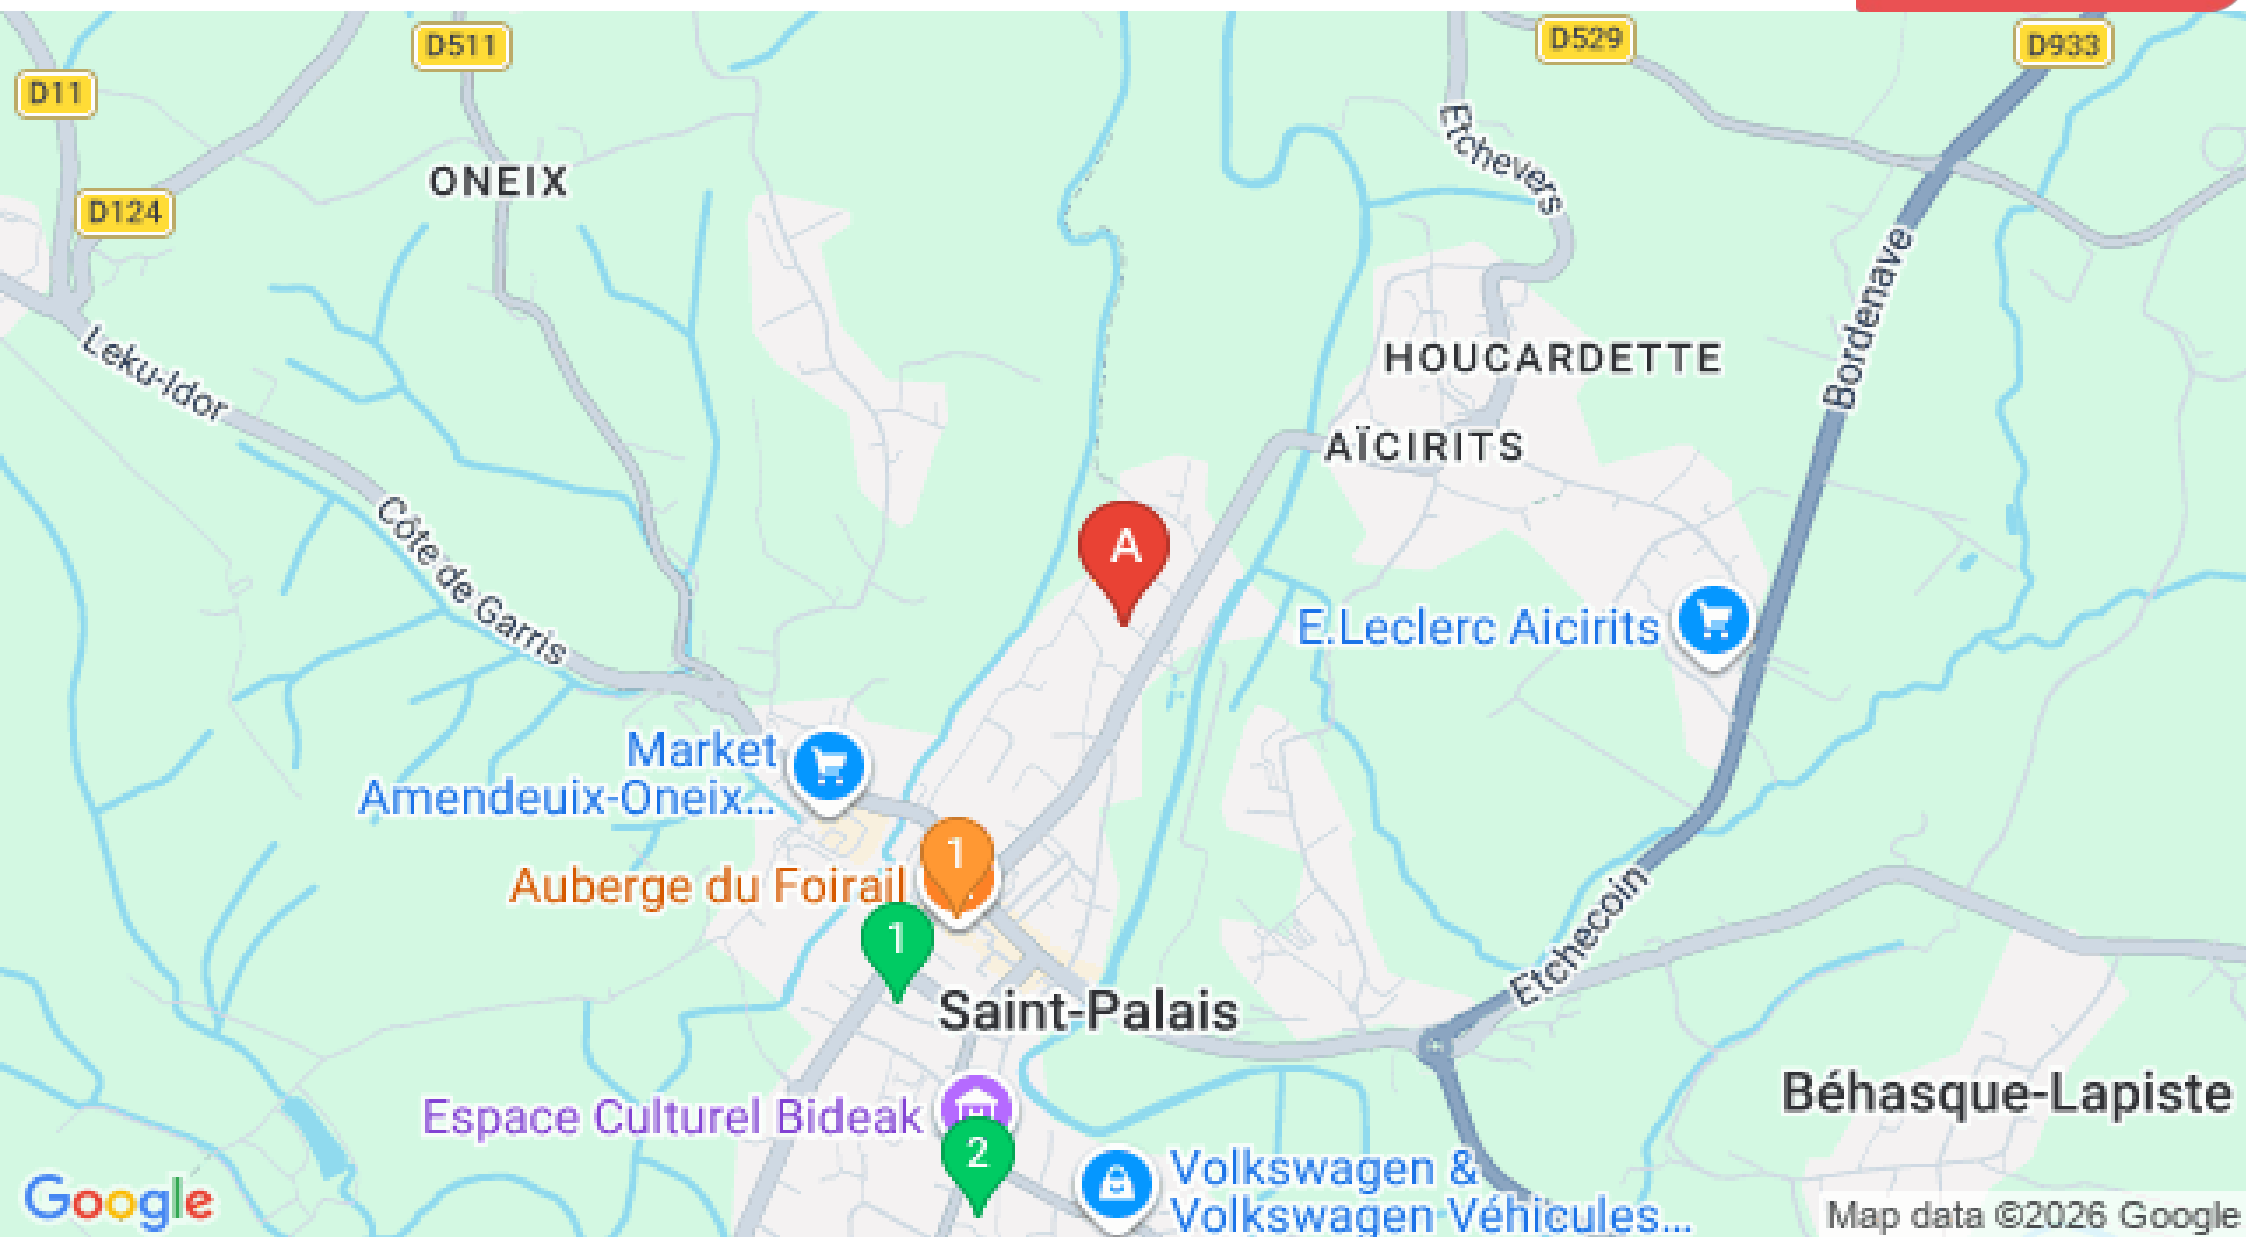 D511
D529
D933
D11
Etchevers
ONEIX
D124
Bordenave
Leku-Idor
HOUCARDETTE
AÏCIRITS
Côte de Garris
A
E.Leclerc Aicirits
Market
Amendeuix-Oneix...
1
Auberge du Foirail
1
Etchecoin
Saint-Palais
Béhasque-Lapiste
Espace Culturel Bideak
2
Volkswagen &
Volkswagen Véhicules...
Google
Map data ©2026 Google